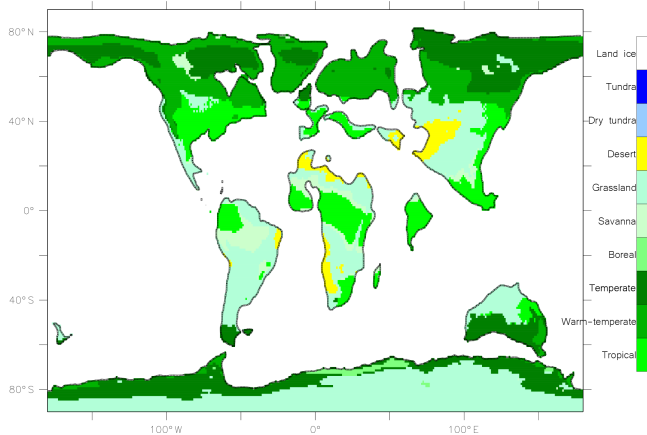 80°N
40°N
0°
40°S
80°S
100°W
0°
100°E
Land ice
Tundra
Dry tundra
Desert
Grassland
Savanna
Boreal
Temperate
Warm-temperate
Tropical